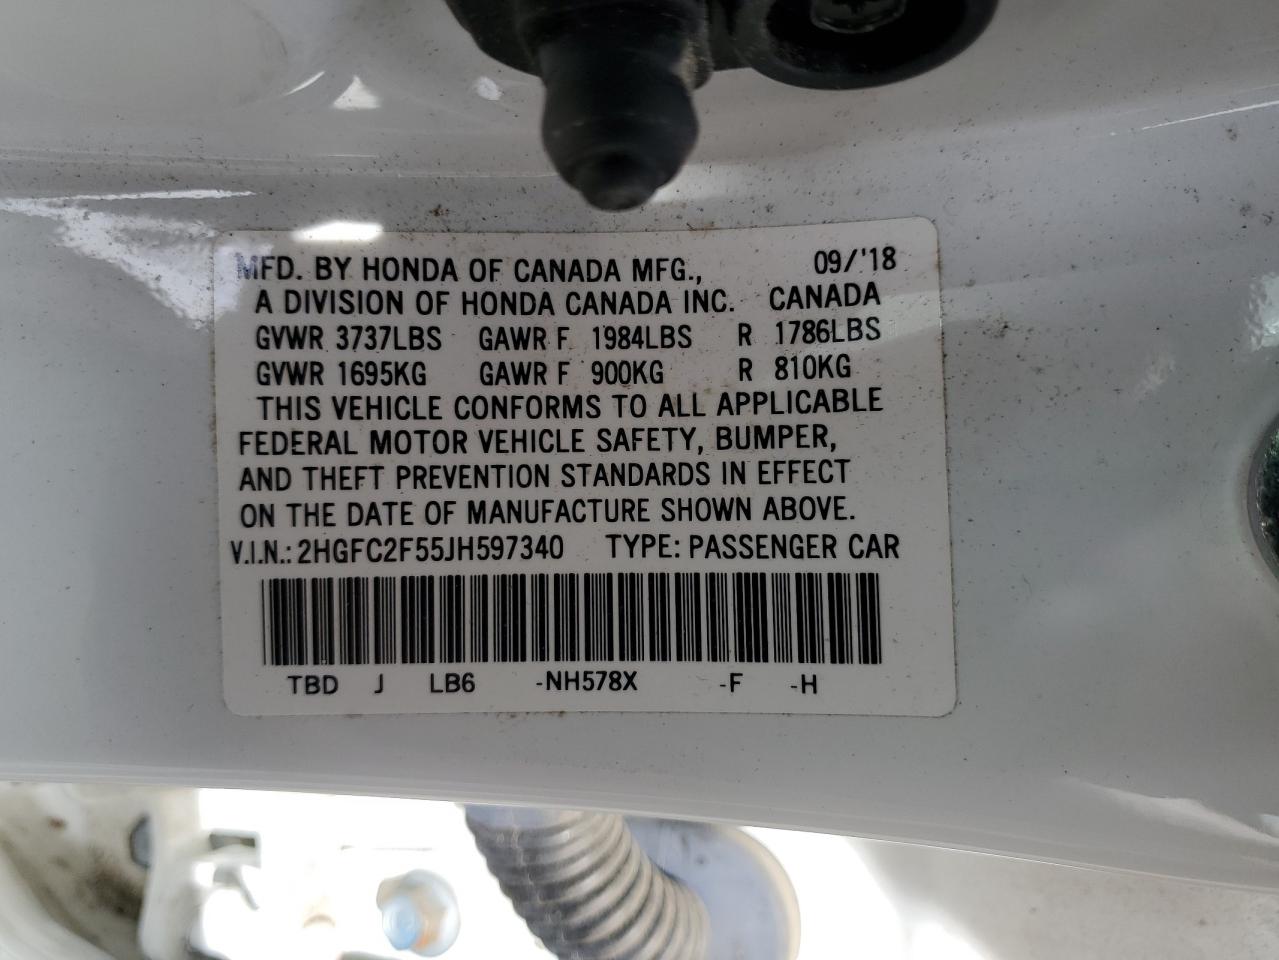 MFD. BY HONDA OF CANADA MFG., 09/'18
A DIVISION OF HONDA CANADA INC. CANADA
GVWR 3737LBS GAWR F 1984LBS R 1786LBS
GVWR 1695KG GAWR F 900KG R 810KG
THIS VEHICLE CONFORMS TO ALL APPLICABLE
FEDERAL MOTOR VEHICLE SAFETY, BUMPER,
AND THEFT PREVENTION STANDARDS IN EFFECT
ON THE DATE OF MANUFACTURE SHOWN ABOVE.
V.I.N.: 2HGFC2F55JH597340 TYPE: PASSENGER CAR
TBD J LB6 -NH578X -F -H